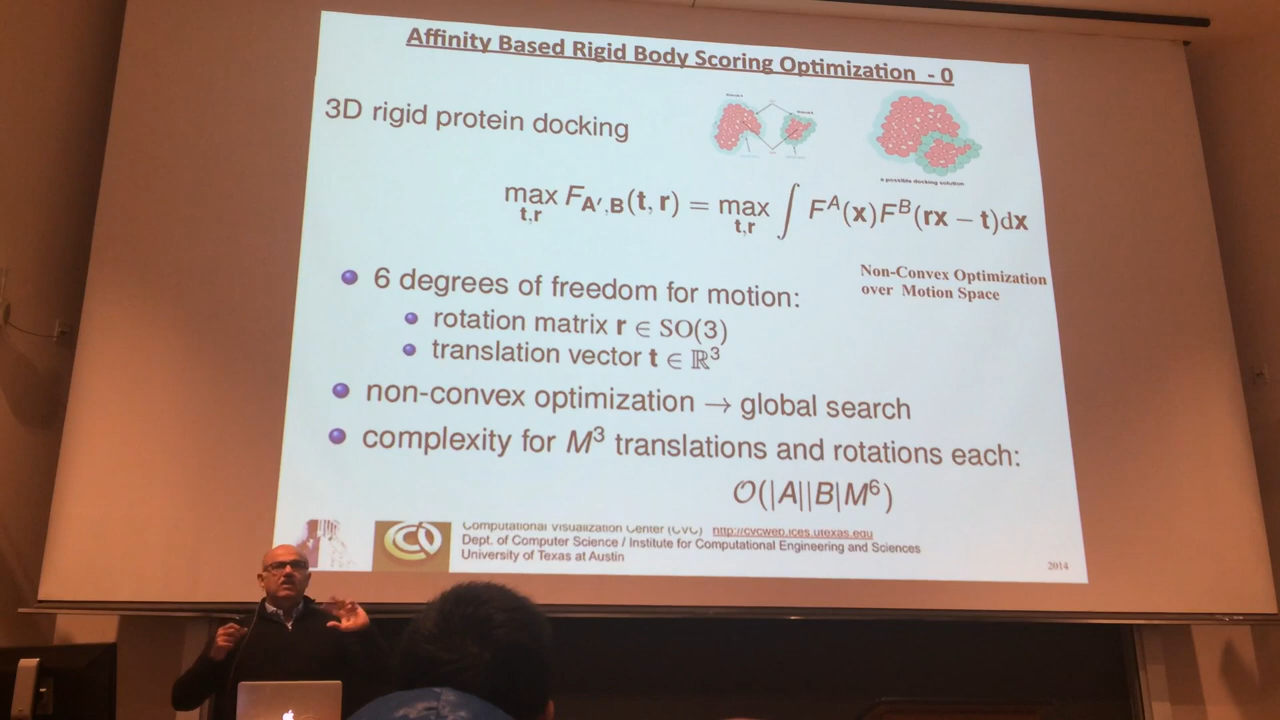 Affinity Based Rigid Body Scoring Optimization - 0
3D rigid protein docking
a possible docking solution
max F_{A′,B}(t, r) = max ∫ F^A(x)F^B(rx − t)dx
t,r t,r
Non-Convex Optimization
over Motion Space
6 degrees of freedom for motion:
rotation matrix r ∈ SO(3)
translation vector t ∈ ℝ³
non-convex optimization → global search
complexity for M³ translations and rotations each:
O(|A||B|M⁶)
Computational Visualization Center (CVC) http://cvcweb.ices.utexas.edu
Dept. of Computer Science / Institute for Computational Engineering and Sciences
University of Texas at Austin
2014